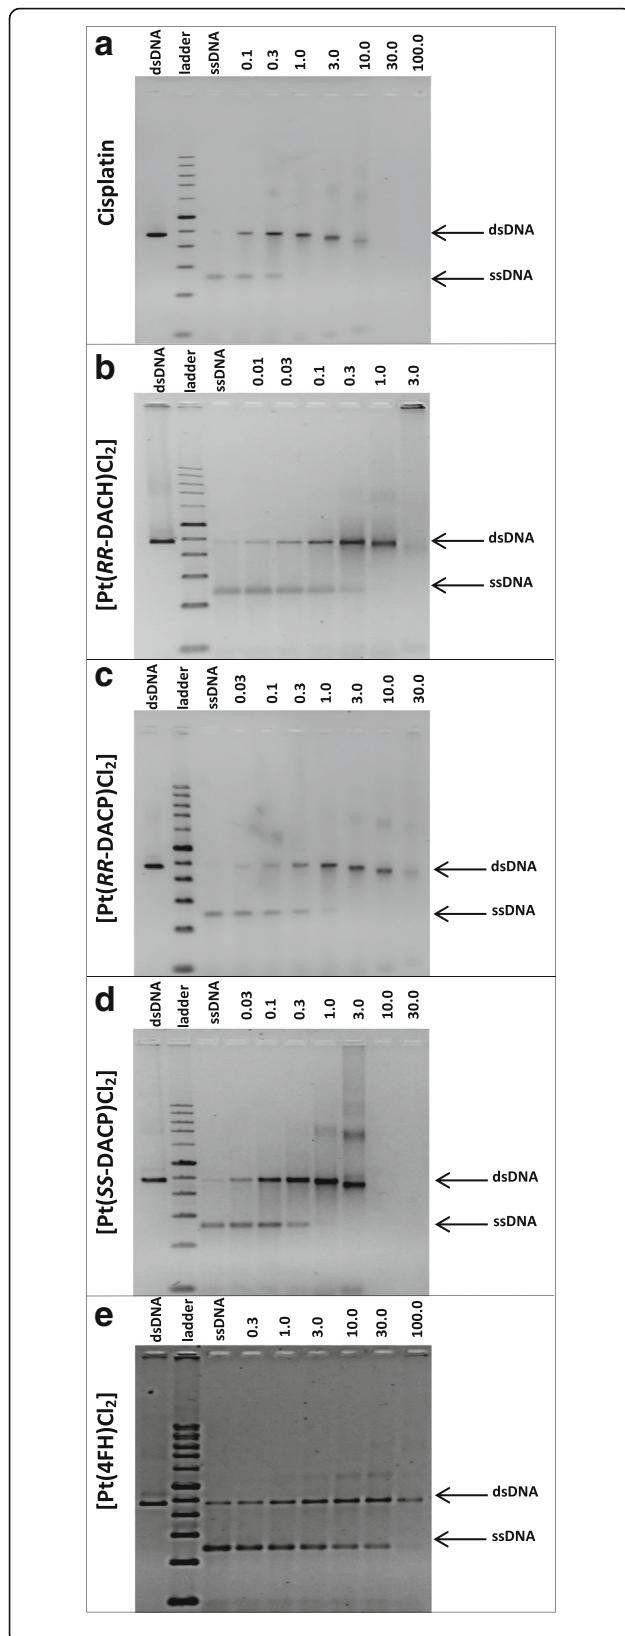 a
dsDNA ladder ssDNA 0.1 0.3 1.0 3.0 10.0 30.0 100.0
Cisplatin
dsDNA
ssDNA
b
dsDNA ladder ssDNA 0.01 0.03 0.1 0.3 1.0 3.0
[Pt(RR-DACH)Cl₂]
dsDNA
ssDNA
c
dsDNA ladder ssDNA 0.03 0.1 0.3 1.0 3.0 10.0 30.0
[Pt(RR-DACP)Cl₂]
dsDNA
ssDNA
d
dsDNA ladder ssDNA 0.03 0.1 0.3 1.0 3.0 10.0 30.0
[Pt(SS-DACP)Cl₂]
dsDNA
ssDNA
e
dsDNA ladder ssDNA 0.3 1.0 3.0 10.0 30.0 100.0
[Pt(4FH)Cl₂]
dsDNA
ssDNA